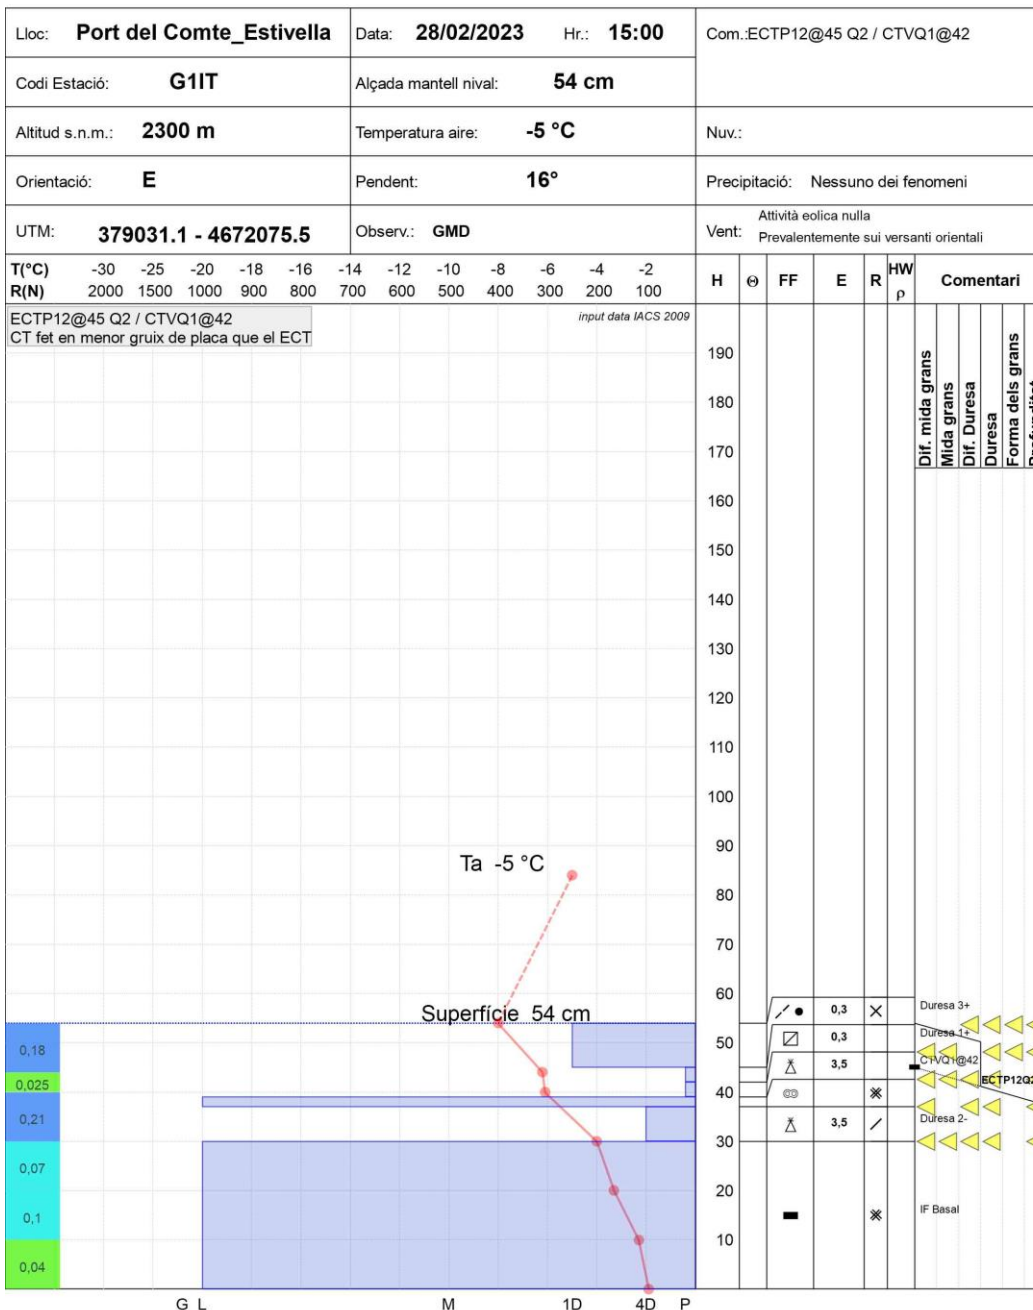 Lloc: Port del Comte_Estivella Data: 28/02/2023 Hr.: 15:00 Com.:ECTP12@45 Q2 / CTVQ1@42
Codi Estació: G1IT Alçada mantell nival: 54 cm
Altitud s.n.m.: 2300 m Temperatura aire: -5 °C Nuv.:
Orientació: E Pendent: 16° Precipitació: Nessuno dei fenomeni
UTM: 379031.1 - 4672075.5 Observ.: GMD Vent: Attività eolica nulla
Prevalentemente sui versanti orientali
T(°C) -30 -25 -20 -18 -16 -14 -12 -10 -8 -6 -4 -2
R(N) 2000 1500 1000 900 800 700 600 500 400 300 200 100
H Θ FF E R HW ρ Comentari
ECTP12@45 Q2 / CTVQ1@42
CT fet en menor gruix de placa que el ECT
input data IACS 2009
Dif. mida grans
Mida grans
Dif. Duresa
Duresa
Forma dels grans
190
180
170
160
150
140
130
120
110
100
90
80
70
60
50
40
30
20
10
Ta -5 °C
Superfície 54 cm
0,18
0,025
0,21
0,07
0,1
0,04
0,3 Duresa 3+
0,3 Duresa 1+
3,5 CTVQ1@42
ECTP12Q2
3,5 Duresa 2-
IF Basal
G L M 1D 4D P